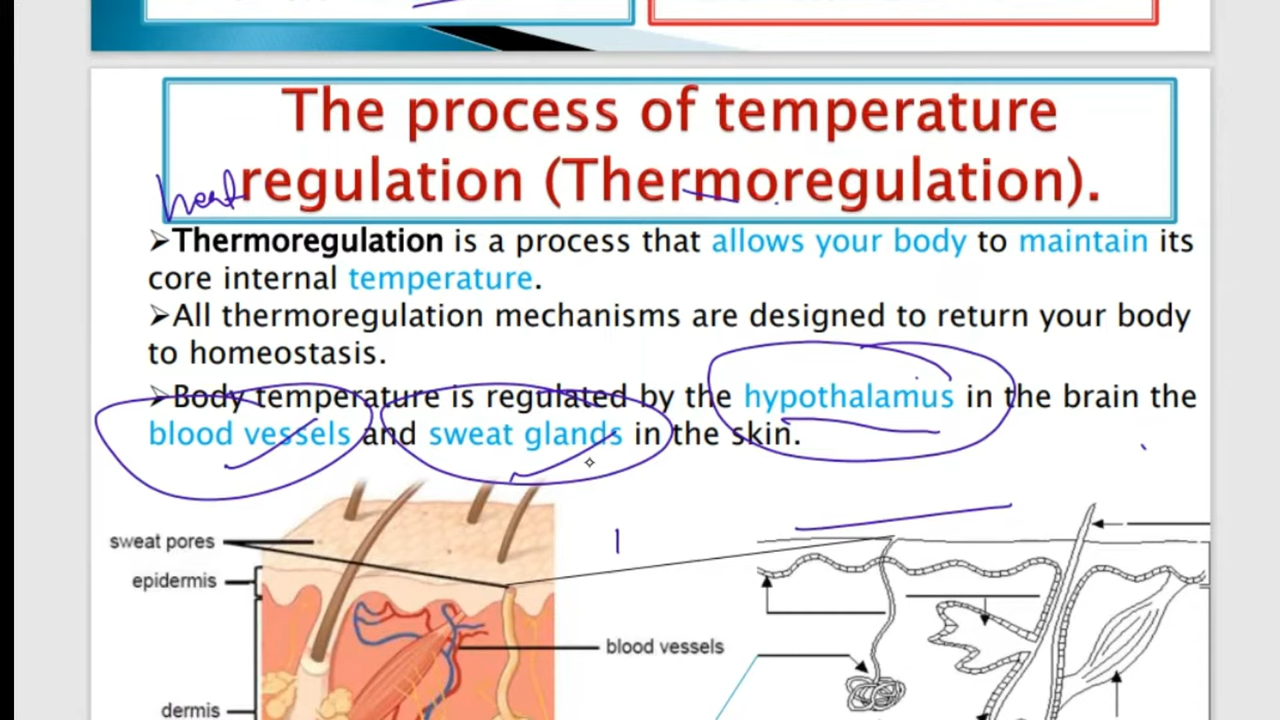 The process of temperature
regulation (Thermoregulation).
heat
➢Thermoregulation is a process that allows your body to maintain its
core internal temperature.
➢All thermoregulation mechanisms are designed to return your body
to homeostasis.
➢Body temperature is regulated by the hypothalamus in the brain the
blood vessels and sweat glands in the skin.
sweat pores
epidermis
blood vessels
dermis